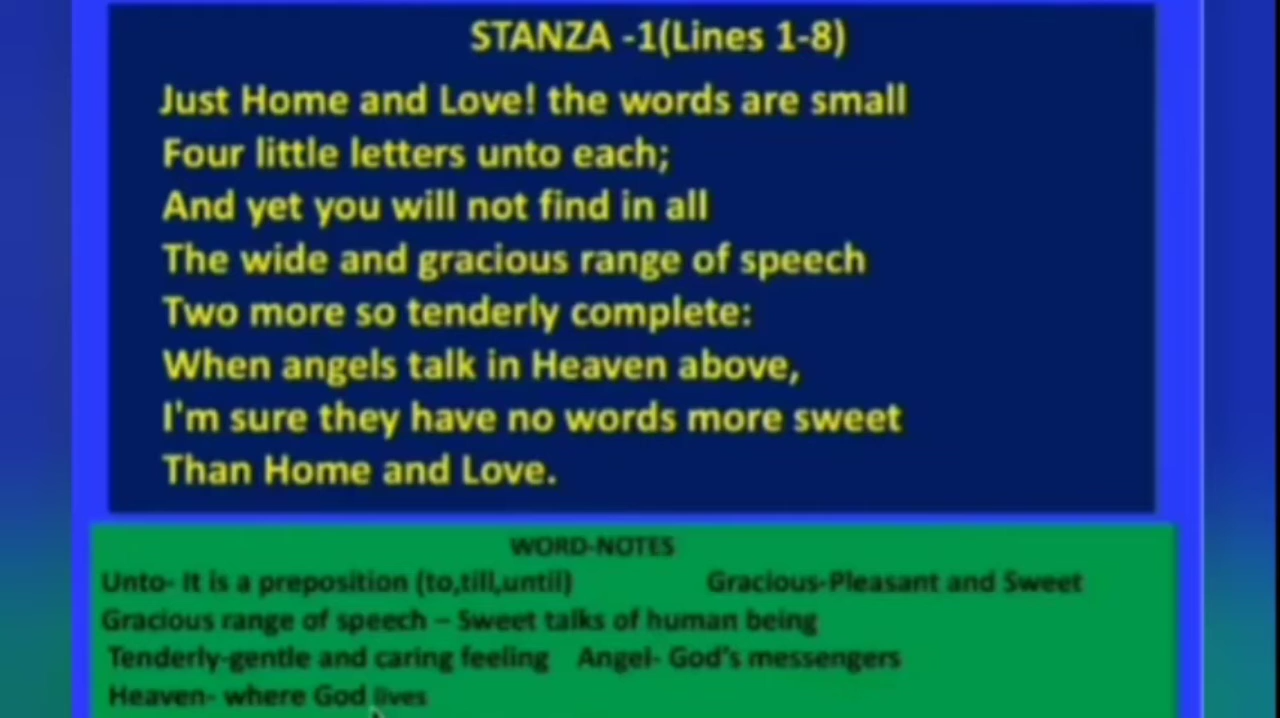 STANZA -1(Lines 1-8)
Just Home and Love! the words are small
Four little letters unto each;
And yet you will not find in all
The wide and gracious range of speech
Two more so tenderly complete:
When angels talk in Heaven above,
I'm sure they have no words more sweet
Than Home and Love.
WORD-NOTES
Unto- It is a preposition (to,till,until) Gracious-Pleasant and Sweet
Gracious range of speech – Sweet talks of human being
Tenderly-gentle and caring feeling Angel- God's messengers
Heaven- where God lives